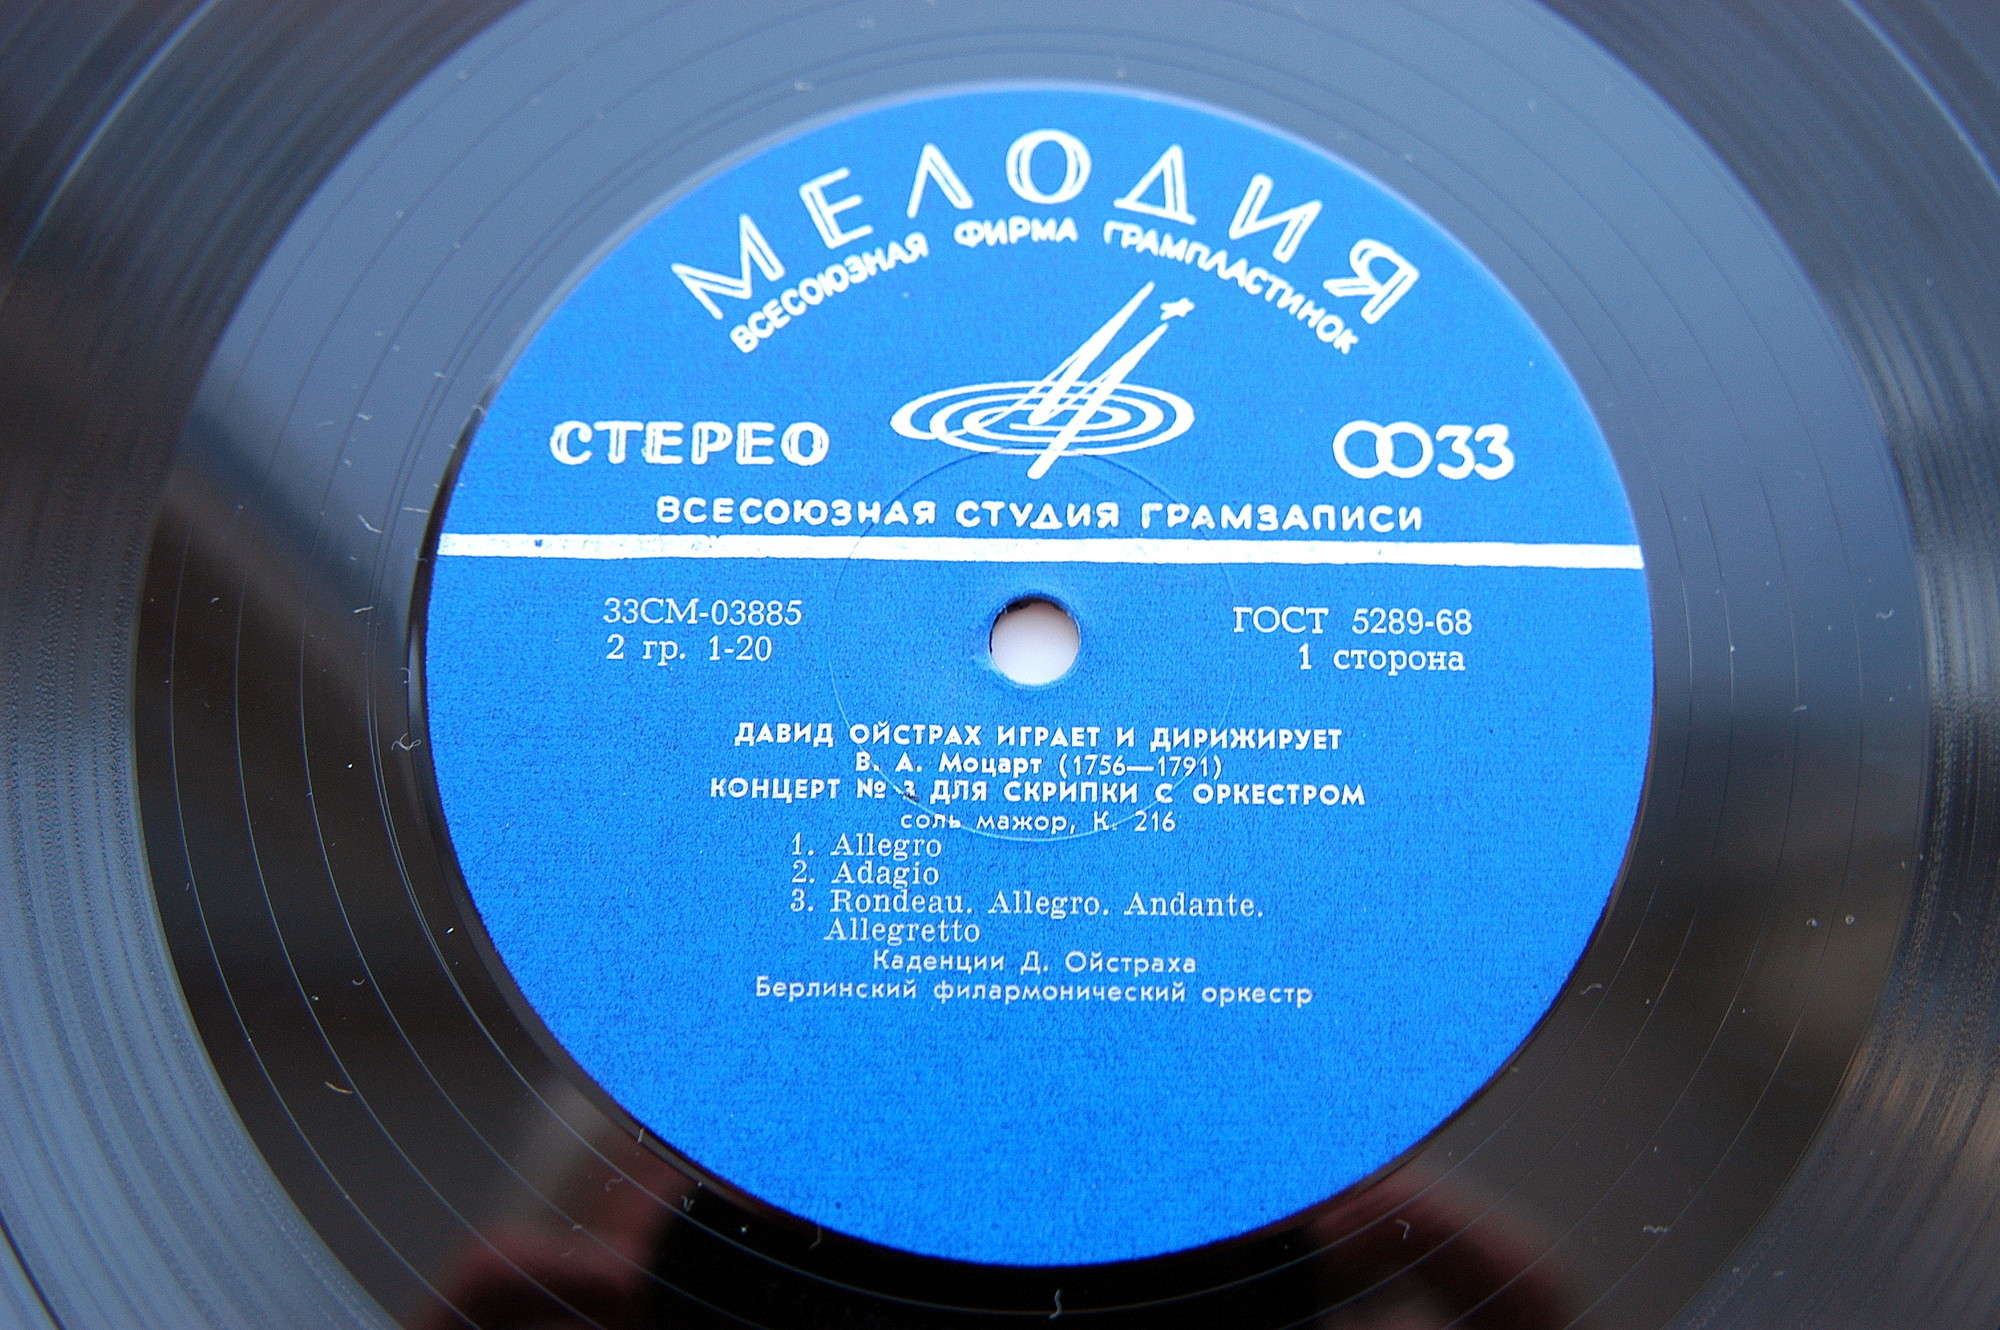 МЕЛОДИЯ
ВСЕСОЮЗНАЯ ФИРМА ГРАМПЛАСТИНОК
СТЕРЕО
33
ВСЕСОЮЗНАЯ СТУДИЯ ГРАМЗАПИСИ
33СМ-03885
2 гр. 1-20
ГОСТ 5289-68
1 сторона
ДАВИД ОЙСТРАХ ИГРАЕТ И ДИРИЖИРУЕТ
В. А. Моцарт (1756—1791)
КОНЦЕРТ № 3 ДЛЯ СКРИПКИ С ОРКЕСТРОМ
соль мажор, К. 216
1. Allegro
2. Adagio
3. Rondeau. Allegro. Andante.
Allegretto
Каденции Д. Ойстраха
Берлинский филармонический оркестр